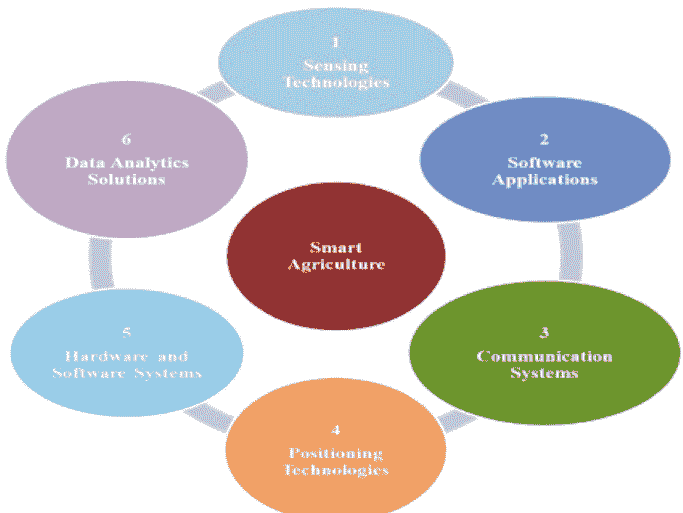 1
Sensing
Technologies
2
Software
Applications
3
Communication
Systems
4
Positioning
Technologies
5
Hardware and
Software Systems
6
Data Analytics
Solutions
Smart
Agriculture